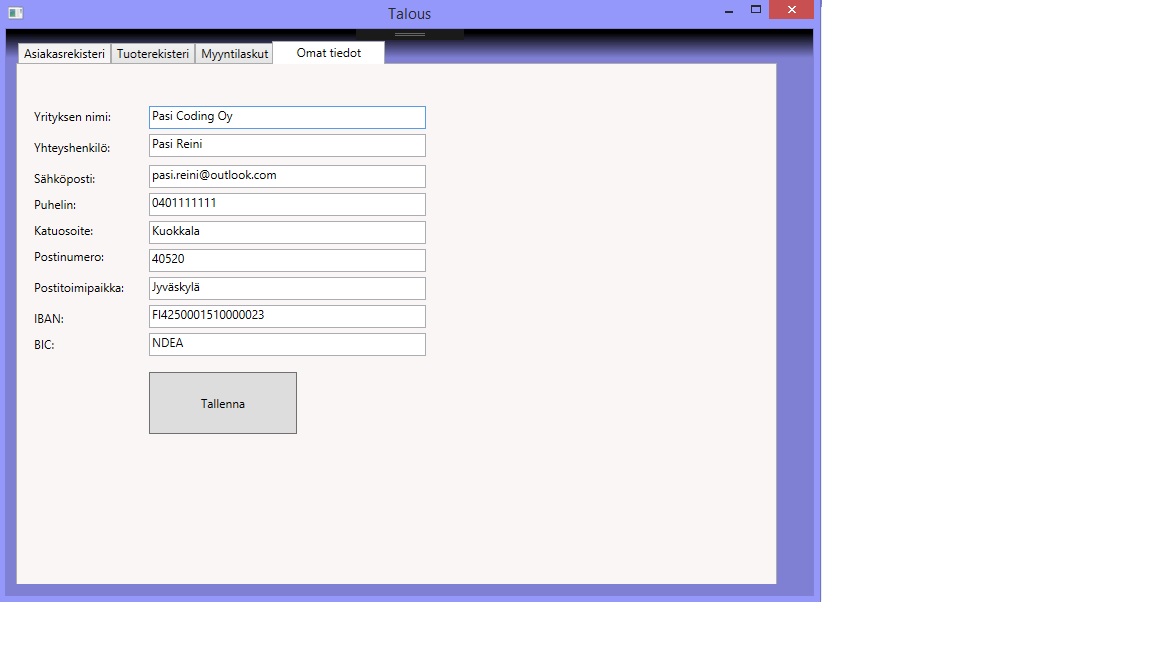 Talous
Asiakasrekisteri Tuoterekisteri Myyntilaskut Omat tiedot
Yrityksen nimi: Pasi Coding Oy
Yhteyshenkilö: Pasi Reini
Sähköposti: pasi.reini@outlook.com
Puhelin: 0401111111
Katuosoite: Kuokkala
Postinumero: 40520
Postitoimipaikka: Jyväskylä
IBAN: FI4250001510000023
BIC: NDEA
Tallenna